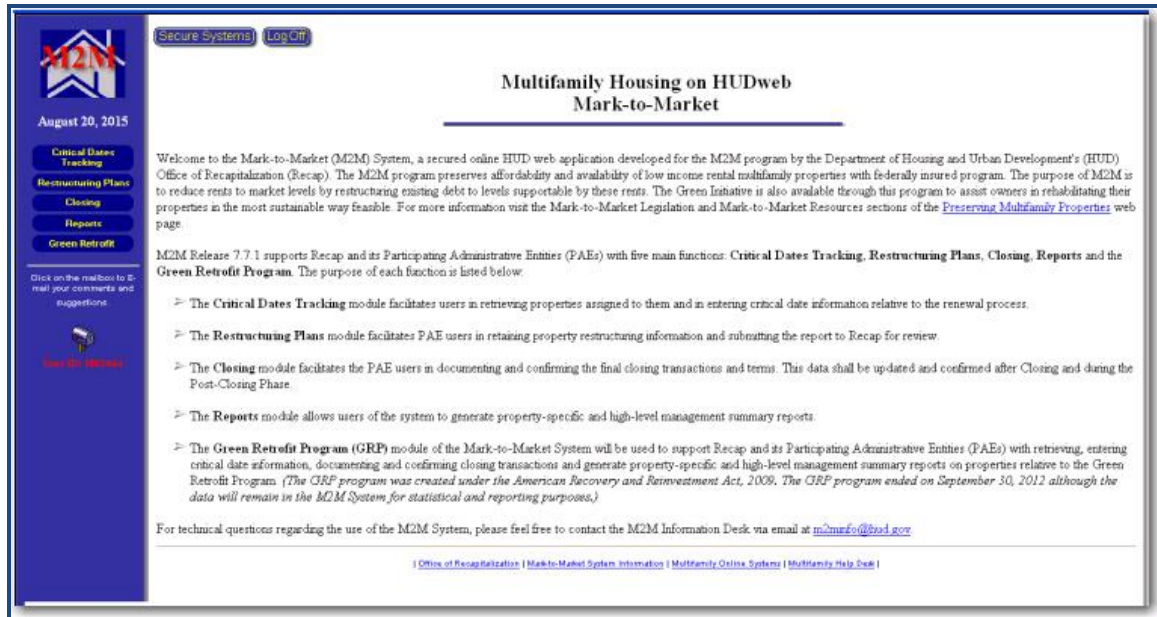 M2M
August 20, 2015
Critical Dates
Tracking
Restructuring Plans
Closing
Reports
Green Retrofit
Click on the mailbox to E-
mail your comments and
suggestions.
Secure Systems Log Off
Multifamily Housing on HUDweb
Mark-to-Market
Welcome to the Mark-to-Market (M2M) System, a secured online HUD web application developed for the M2M program by the Department of Housing and Urban Development's (HUD)
Office of Recapitalization (Recap). The M2M program preserves affordability and availability of low income rental multifamily properties with federally insured program. The purpose of M2M is
to reduce rents to market levels by restructuring existing debt to levels supportable by these rents. The Green Initiative is also available through this program to assist owners in rehabilitating their
properties in the most sustainable way feasible. For more information visit the Mark-to-Market Legislation and Mark-to-Market Resources sections of the Preserving Multifamily Properties web
page.
M2M Release 7.7.1 supports Recap and its Participating Administrative Entities (PAEs) with five main functions: Critical Dates Tracking, Restructuring Plans, Closing, Reports and the
Green Retrofit Program. The purpose of each function is listed below:
➢ The Critical Dates Tracking module facilitates users in retrieving properties assigned to them and in entering critical date information relative to the renewal process.
➢ The Restructuring Plans module facilitates PAE users in retaining property restructuring information and submitting the report to Recap for review.
➢ The Closing module facilitates the PAE users in documenting and confirming the final closing transactions and terms. This data shall be updated and confirmed after Closing and during the
Post-Closing Phase.
➢ The Reports module allows users of the system to generate property-specific and high-level management summary reports.
➢ The Green Retrofit Program (GRP) module of the Mark-to-Market System will be used to support Recap and its Participating Administrative Entities (PAEs) with retrieving, entering
critical date information, documenting and confirming closing transactions and generate property-specific and high-level management summary reports on properties relative to the Green
Retrofit Program. (The GRP program was created under the American Recovery and Reinvestment Act, 2009. The GRP program ended on September 30, 2012 although the
data will remain in the M2M System for statistical and reporting purposes.)
For technical questions regarding the use of the M2M System, please feel free to contact the M2M Information Desk via email at m2minfo@hud.gov
| Office of Recapitalization | Mark-to-Market System Information | Multifamily Online Systems | Multifamily Help Desk |